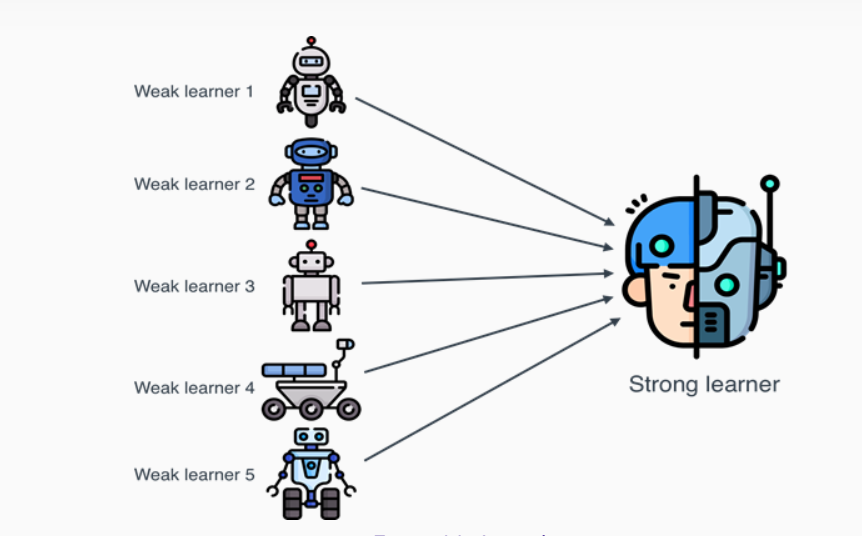 Weak learner 1
Weak learner 2
Weak learner 3
Weak learner 4
Weak learner 5
Strong learner